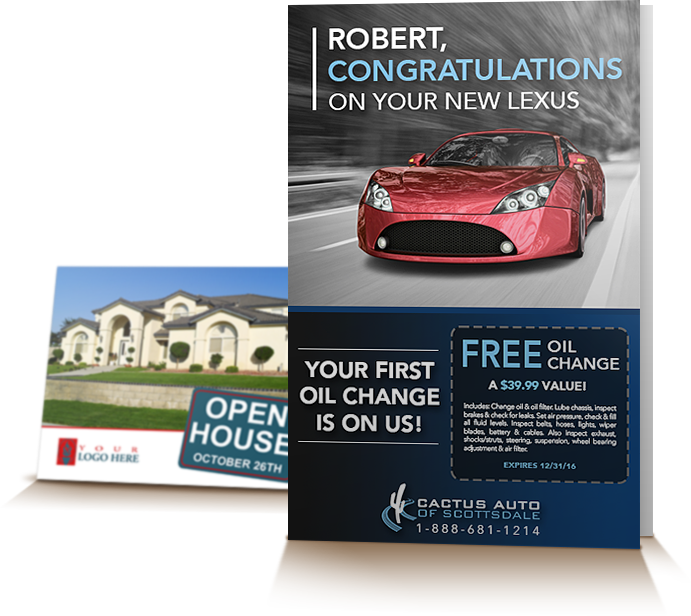 ROBERT,
CONGRATULATIONS
ON YOUR NEW LEXUS
YOUR FIRST
OIL CHANGE
IS ON US!
FREE OIL
CHANGE
A $39.99 VALUE!
Includes: Change oil & oil filter. Lube chassis, inspect
brakes & check for leaks. Set air pressure, check & fill
all fluid levels. Inspect belts, hoses, lights, wiper
blades, battery & cables. Also inspect exhaust,
shocks/struts, steering, suspension, wheel bearing
adjustment & air filter.
EXPIRES 12/31/16
CACTUS AUTO
OF SCOTTSDALE
1-888-681-1214
OPEN
HOUSE
OCTOBER 26TH
YOUR
LOGO HERE